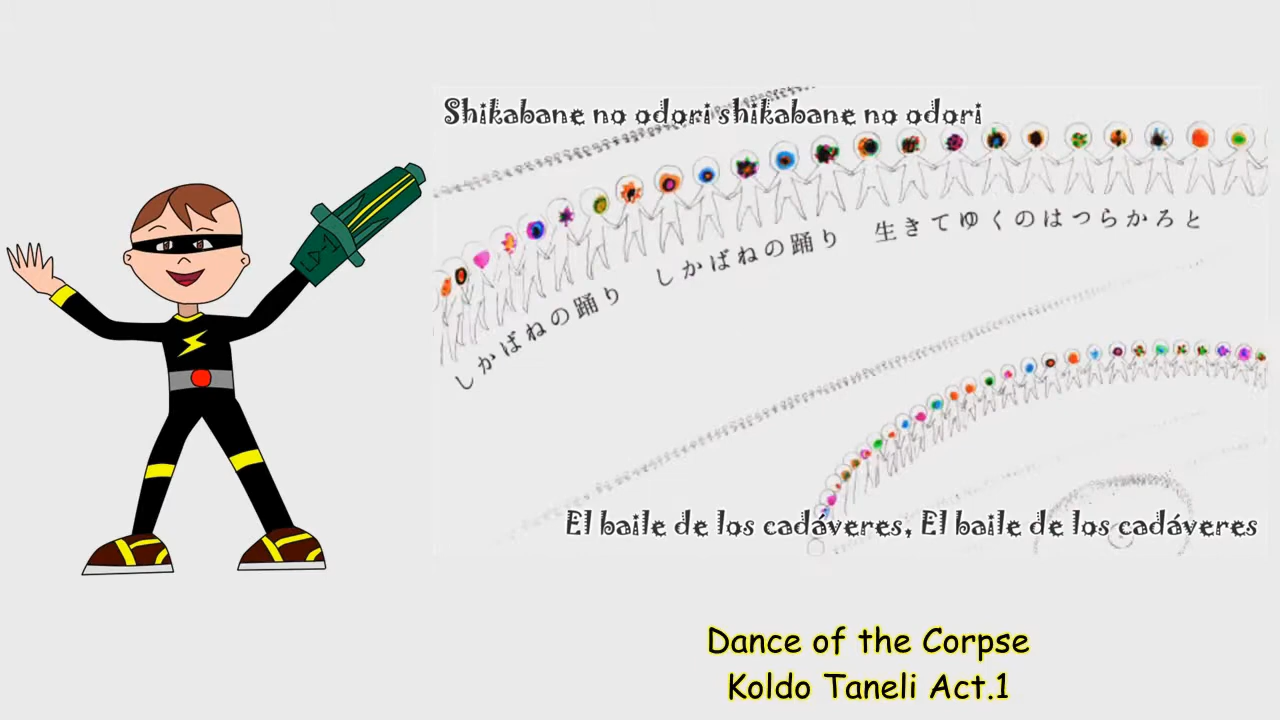 Shikabane no odori shikabane no odori
しかばねの踊り　しかばねの踊り　生きてゆくのはつらかろと
El baile de los cadáveres, El baile de los cadáveres
Dance of the Corpse
Koldo Taneli Act.1